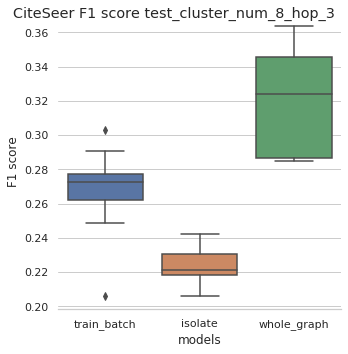 CiteSeer F1 score test_cluster_num_8_hop_3
0.36
0.34
0.32
0.30
0.28
0.26
0.24
0.22
0.20
F1 score
train_batch isolate whole_graph
models